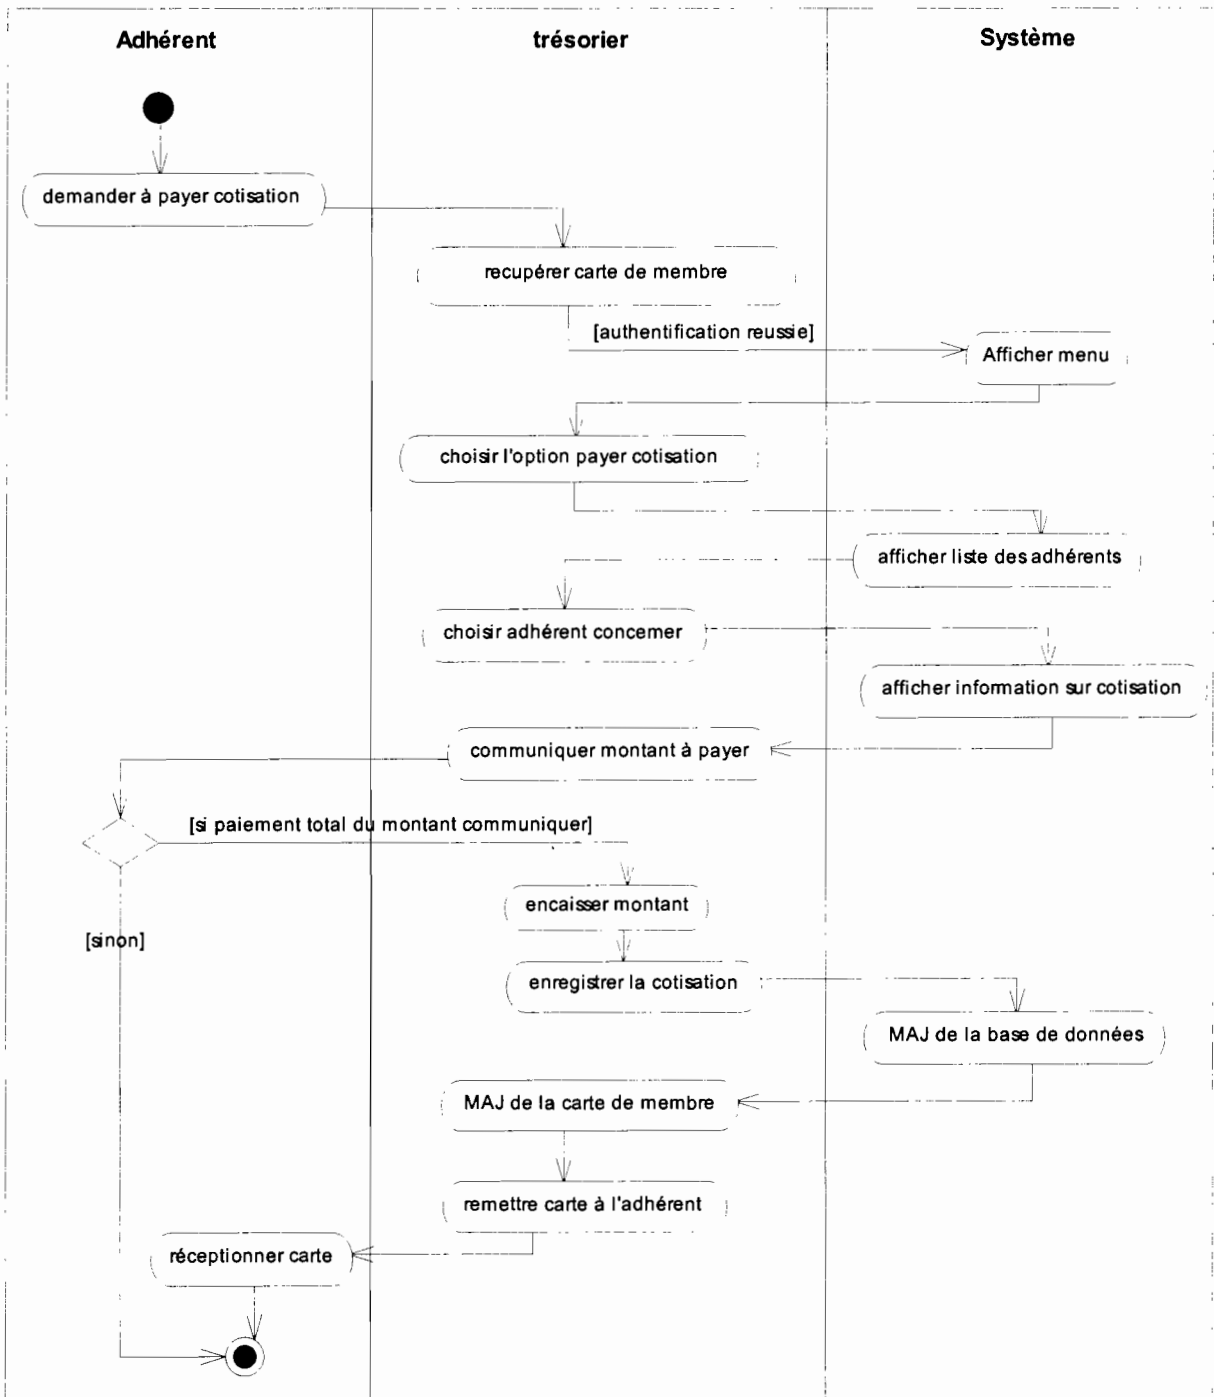 Adhérent
trésorier
Système
demander à payer cotisation
recupérer carte de membre
[authentification reussie]
Afficher menu
choisir l'option payer cotisation
afficher liste des adhérents
choisir adhérent concerner
afficher information sur cotisation
communiquer montant à payer
[si paiement total du montant communiquer]
encaisser montant
[sinon]
enregistrer la cotisation
MAJ de la base de données
MAJ de la carte de membre
remettre carte à l'adhérent
réceptionner carte